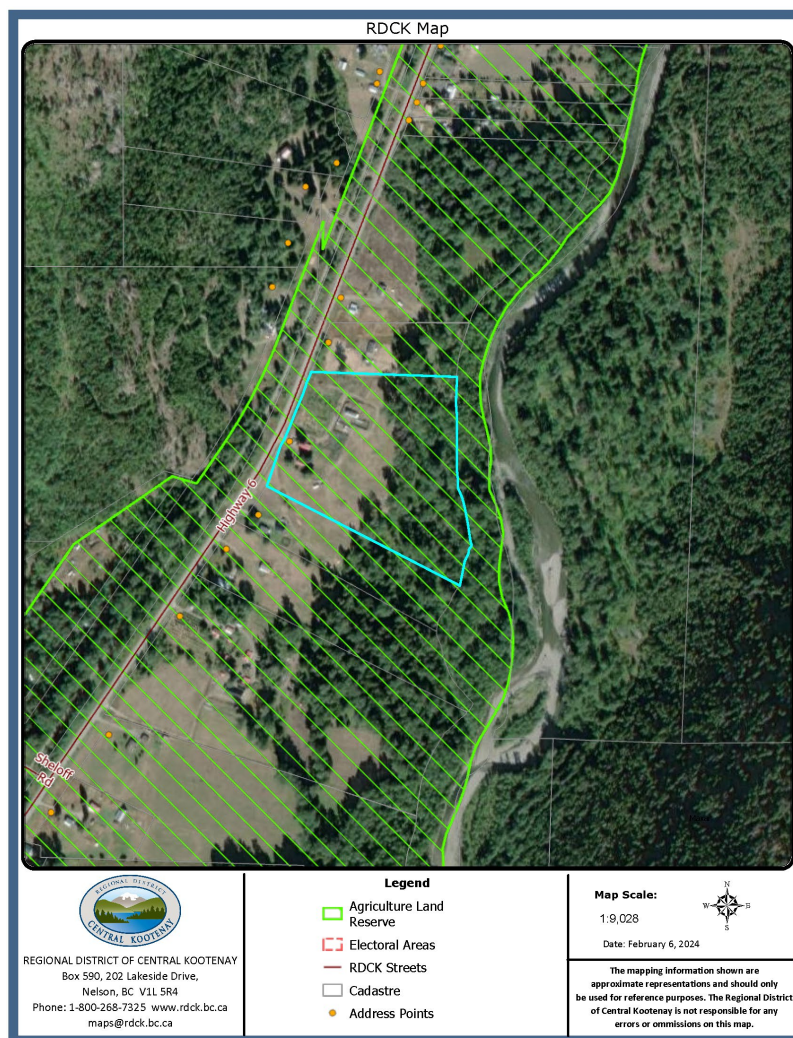 RDCK Map
Highway 6
Sheloff
Rd
REGIONAL DISTRICT
CENTRAL KOOTENAY
REGIONAL DISTRICT OF CENTRAL KOOTENAY
Box 590, 202 Lakeside Drive,
Nelson, BC V1L 5R4
Phone: 1-800-268-7325 www.rdck.bc.ca
maps@rdck.bc.ca
Legend
Agriculture Land
Reserve
Electoral Areas
RDCK Streets
Cadastre
Address Points
Map Scale:
1:9,028
N
W E
S
Date: February 6, 2024
The mapping information shown are
approximate representations and should only
be used for reference purposes. The Regional District
of Central Kootenay is not responsible for any
errors or ommissions on this map.